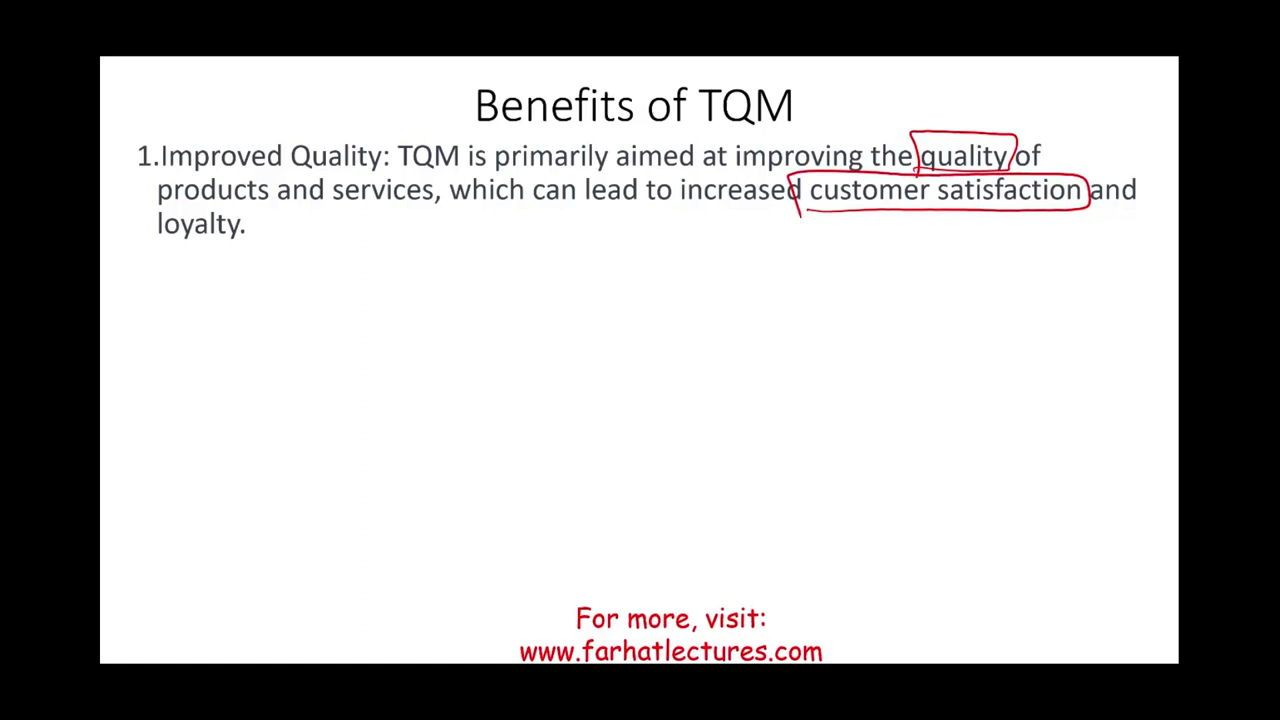 Benefits of TQM
1.Improved Quality: TQM is primarily aimed at improving the quality of
products and services, which can lead to increased customer satisfaction and
loyalty.
For more, visit:
www.farhatlectures.com